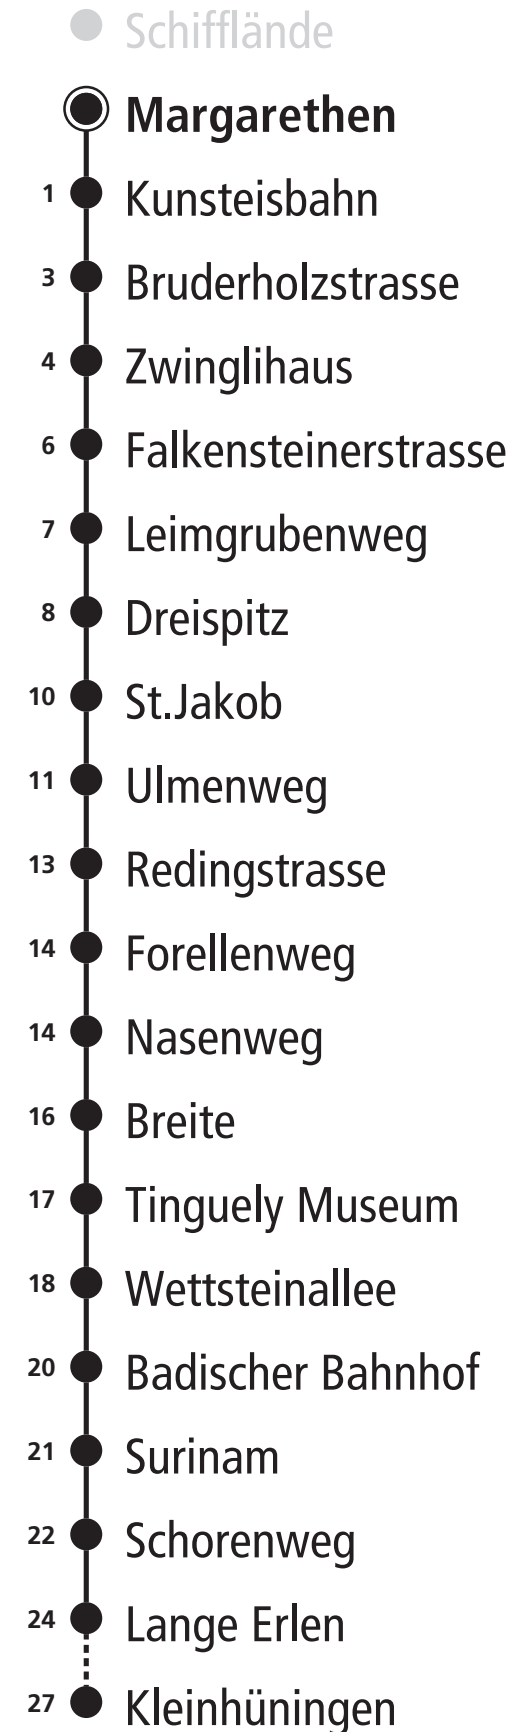 Schifflände
Margarethen
1 Kunsteisbahn
3 Bruderholzstrasse
4 Zwinglihaus
6 Falkensteinerstrasse
7 Leimgrubenweg
8 Dreispitz
10 St.Jakob
11 Ulmenweg
13 Redingstrasse
14 Forellenweg
14 Nasenweg
16 Breite
17 Tinguely Museum
18 Wettsteinallee
20 Badischer Bahnhof
21 Surinam
22 Schorenweg
24 Lange Erlen
27 Kleinhüningen